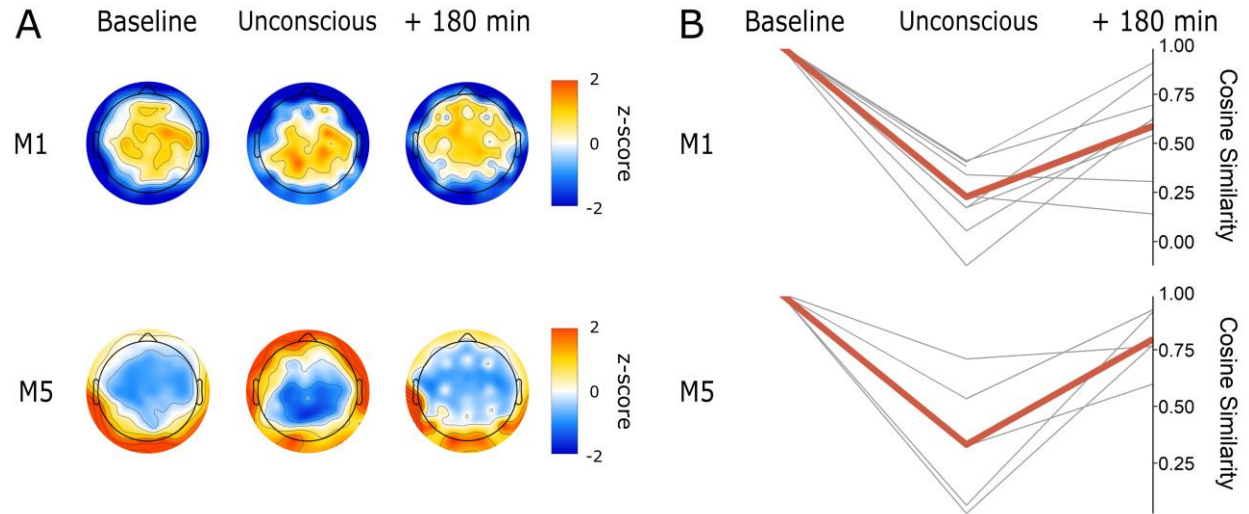 A Baseline Unconscious + 180 min
M1
2
0
-2
z-score
M5
2
0
-2
z-score
B Baseline Unconscious + 180 min
M1
1.00
0.75
0.50
0.25
0.00
Cosine Similarity
M5
1.00
0.75
0.50
0.25
Cosine Similarity